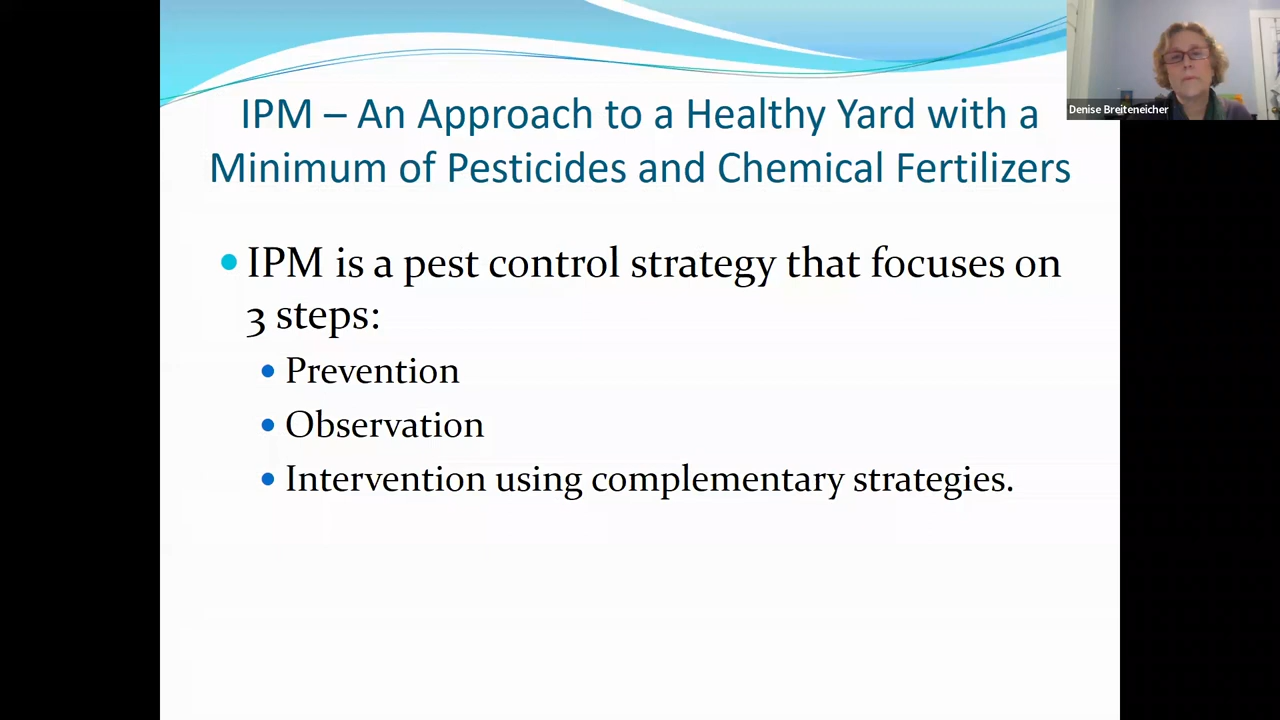 IPM – An Approach to a Healthy Yard with a
Minimum of Pesticides and Chemical Fertilizers
Denise Breiteneicher
• IPM is a pest control strategy that focuses on
3 steps:
• Prevention
• Observation
• Intervention using complementary strategies.